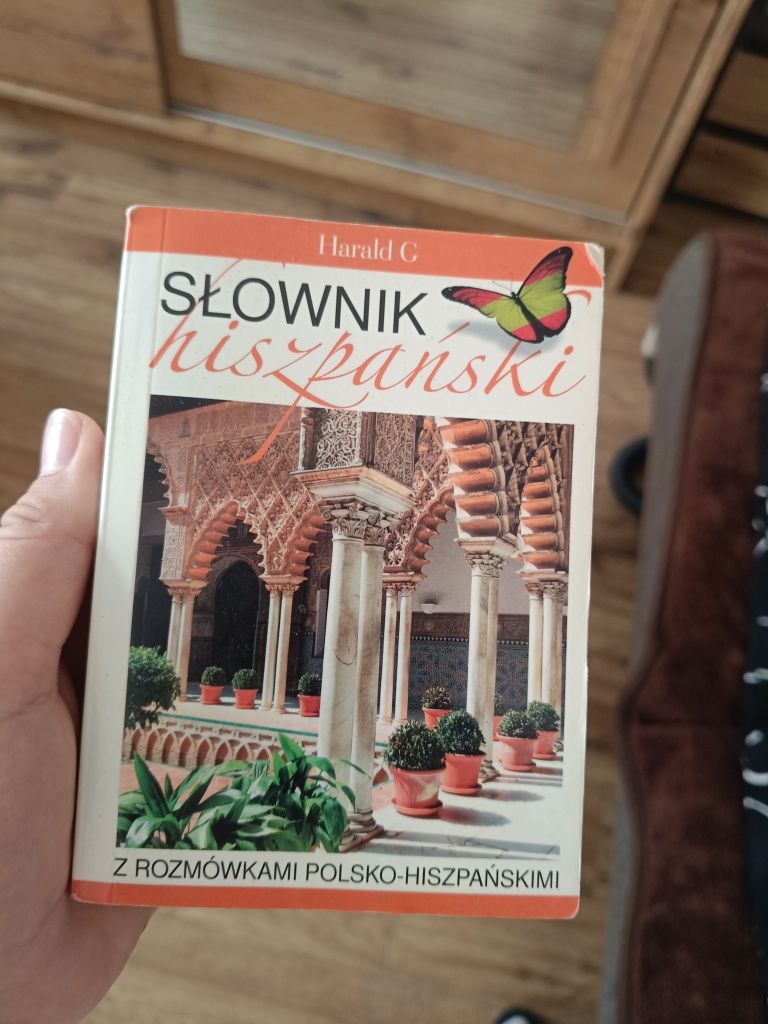 Harald G
SŁOWNIK
hiszpański
Z ROZMÓWKAMI POLSKO-HISZPAŃSKIMI